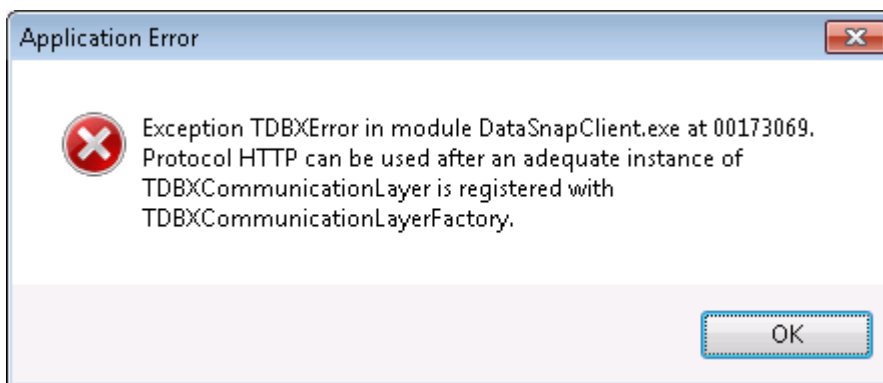 Application Error
Exception TDBXError in module DataSnapClient.exe at 00173069.
Protocol HTTP can be used after an adequate instance of
TDBXCommunicationLayer is registered with
TDBXCommunicationLayerFactory.
OK